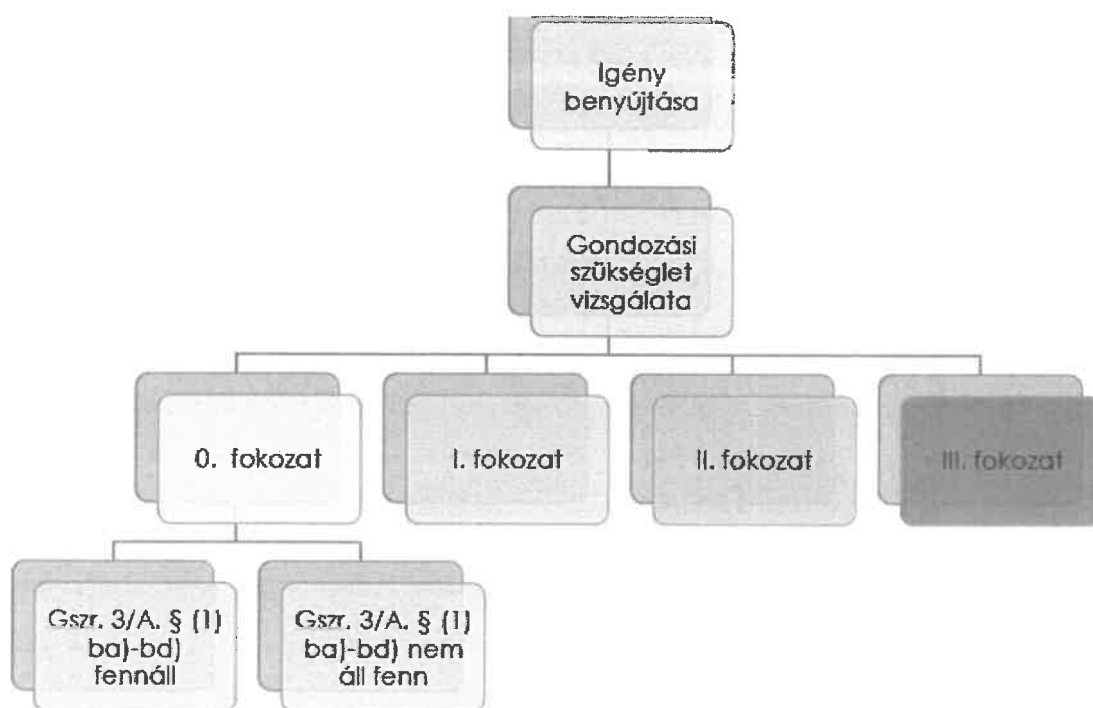 Igény
benyújtása
Gondozási
szükséglet
vizsgálata
0. fokozat
I. fokozat
II. fokozat
III. fokozat
Gszr. 3/A. § (1)
ba)-bd)
fennáll
Gszr. 3/A. § (1)
ba)-bd) nem
áll fenn